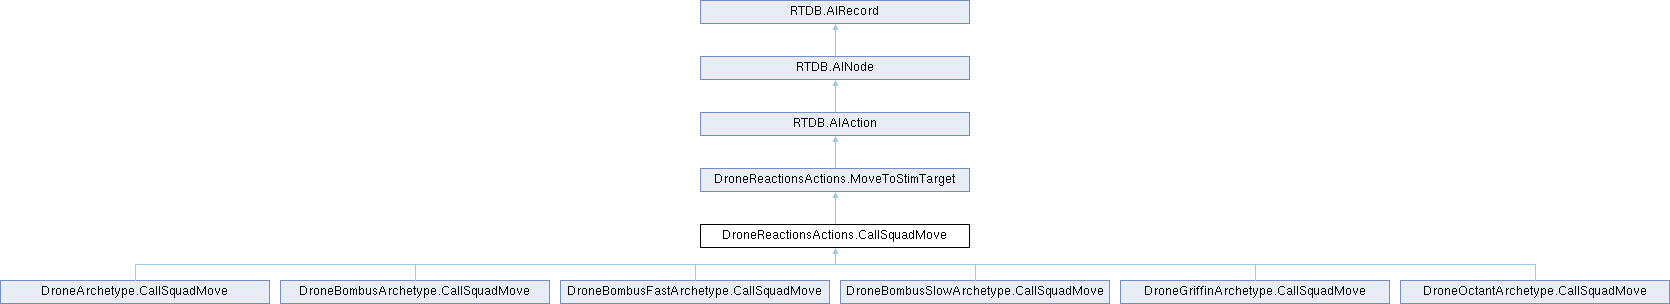 RTDB.AIRecord
RTDB.AINode
RTDB.AIAction
DroneReactionsActions.MoveToStimTarget
DroneReactionsActions.CallSquadMove
DroneArchetype.CallSquadMove
DroneBombusArchetype.CallSquadMove
DroneBombusFastArchetype.CallSquadMove
DroneBombusSlowArchetype.CallSquadMove
DroneGriffinArchetype.CallSquadMove
DroneOctantArchetype.CallSquadMove